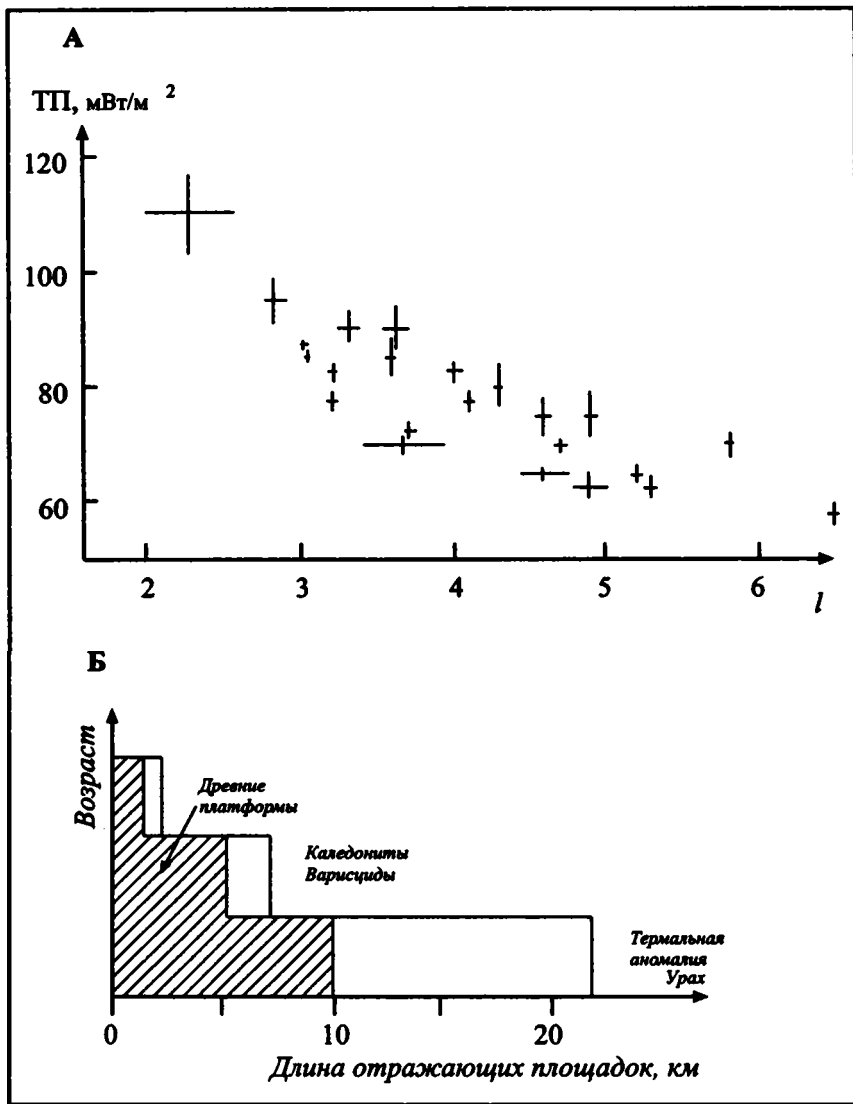 А
ТП, мВт/м ²
120
100
80
60
2 3 4 5 6
l
Б
Возраст
Древние
платформы
Каледониты
Варисциды
Термальная
аномалия
Урах
0 10 20
Длина отражающих площадок, км